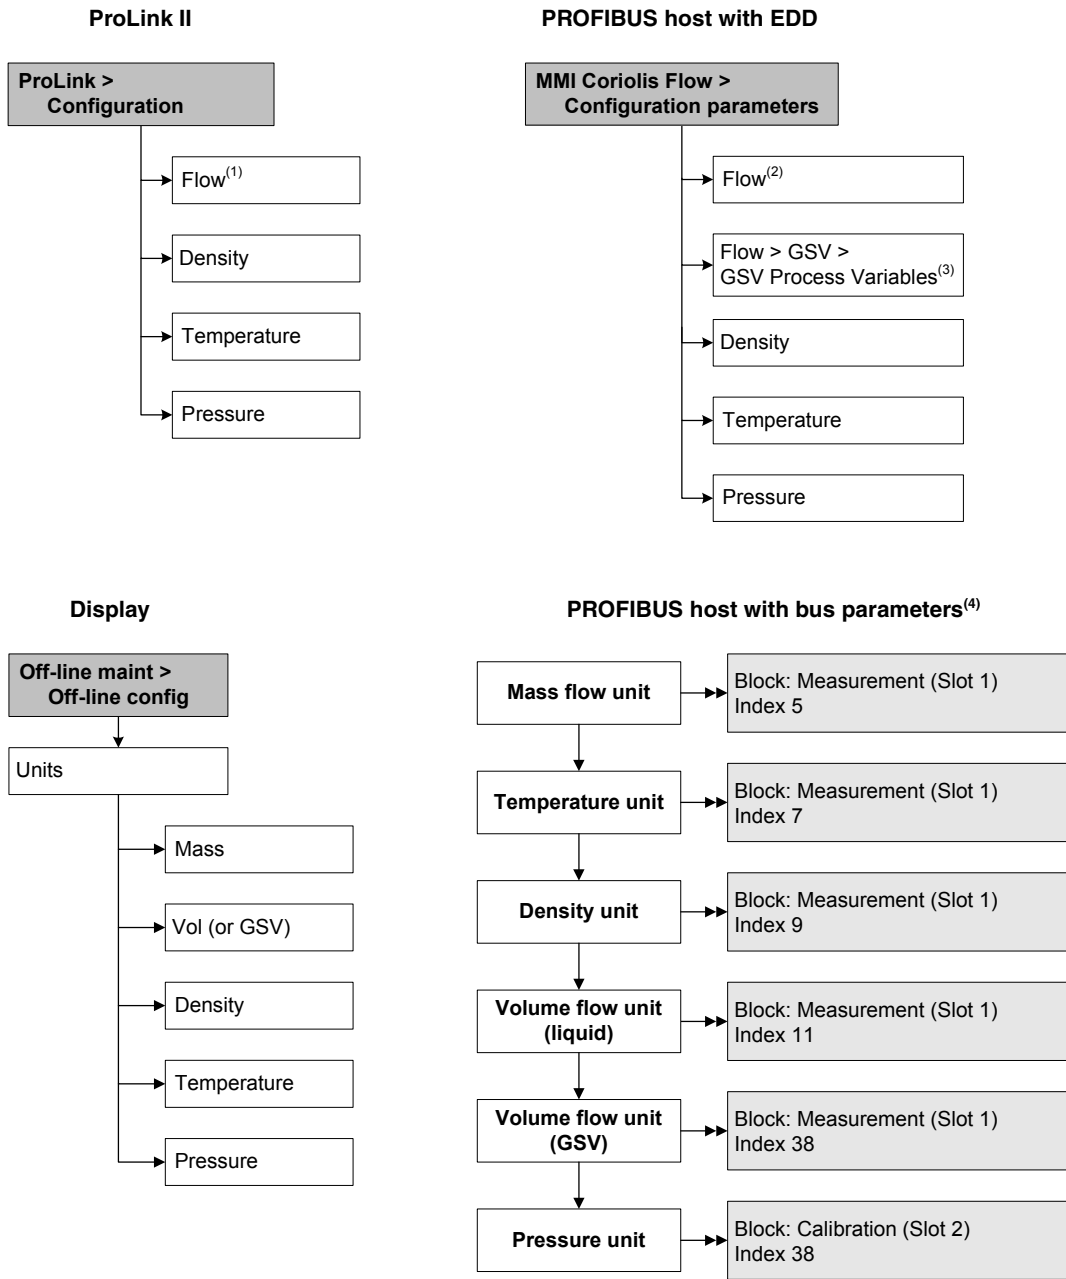 ProLink II
ProLink >
Configuration
Flow(1)
Density
Temperature
Pressure
PROFIBUS host with EDD
MMI Coriolis Flow >
Configuration parameters
Flow(2)
Flow > GSV >
GSV Process Variables(3)
Density
Temperature
Pressure
Display
Off-line maint >
Off-line config
Units
Mass
Vol (or GSV)
Density
Temperature
Pressure
PROFIBUS host with bus parameters(4)
Mass flow unit
Block: Measurement (Slot 1)
Index 5
Temperature unit
Block: Measurement (Slot 1)
Index 7
Density unit
Block: Measurement (Slot 1)
Index 9
Volume flow unit
(liquid)
Block: Measurement (Slot 1)
Index 11
Volume flow unit
(GSV)
Block: Measurement (Slot 1)
Index 38
Pressure unit
Block: Calibration (Slot 2)
Index 38